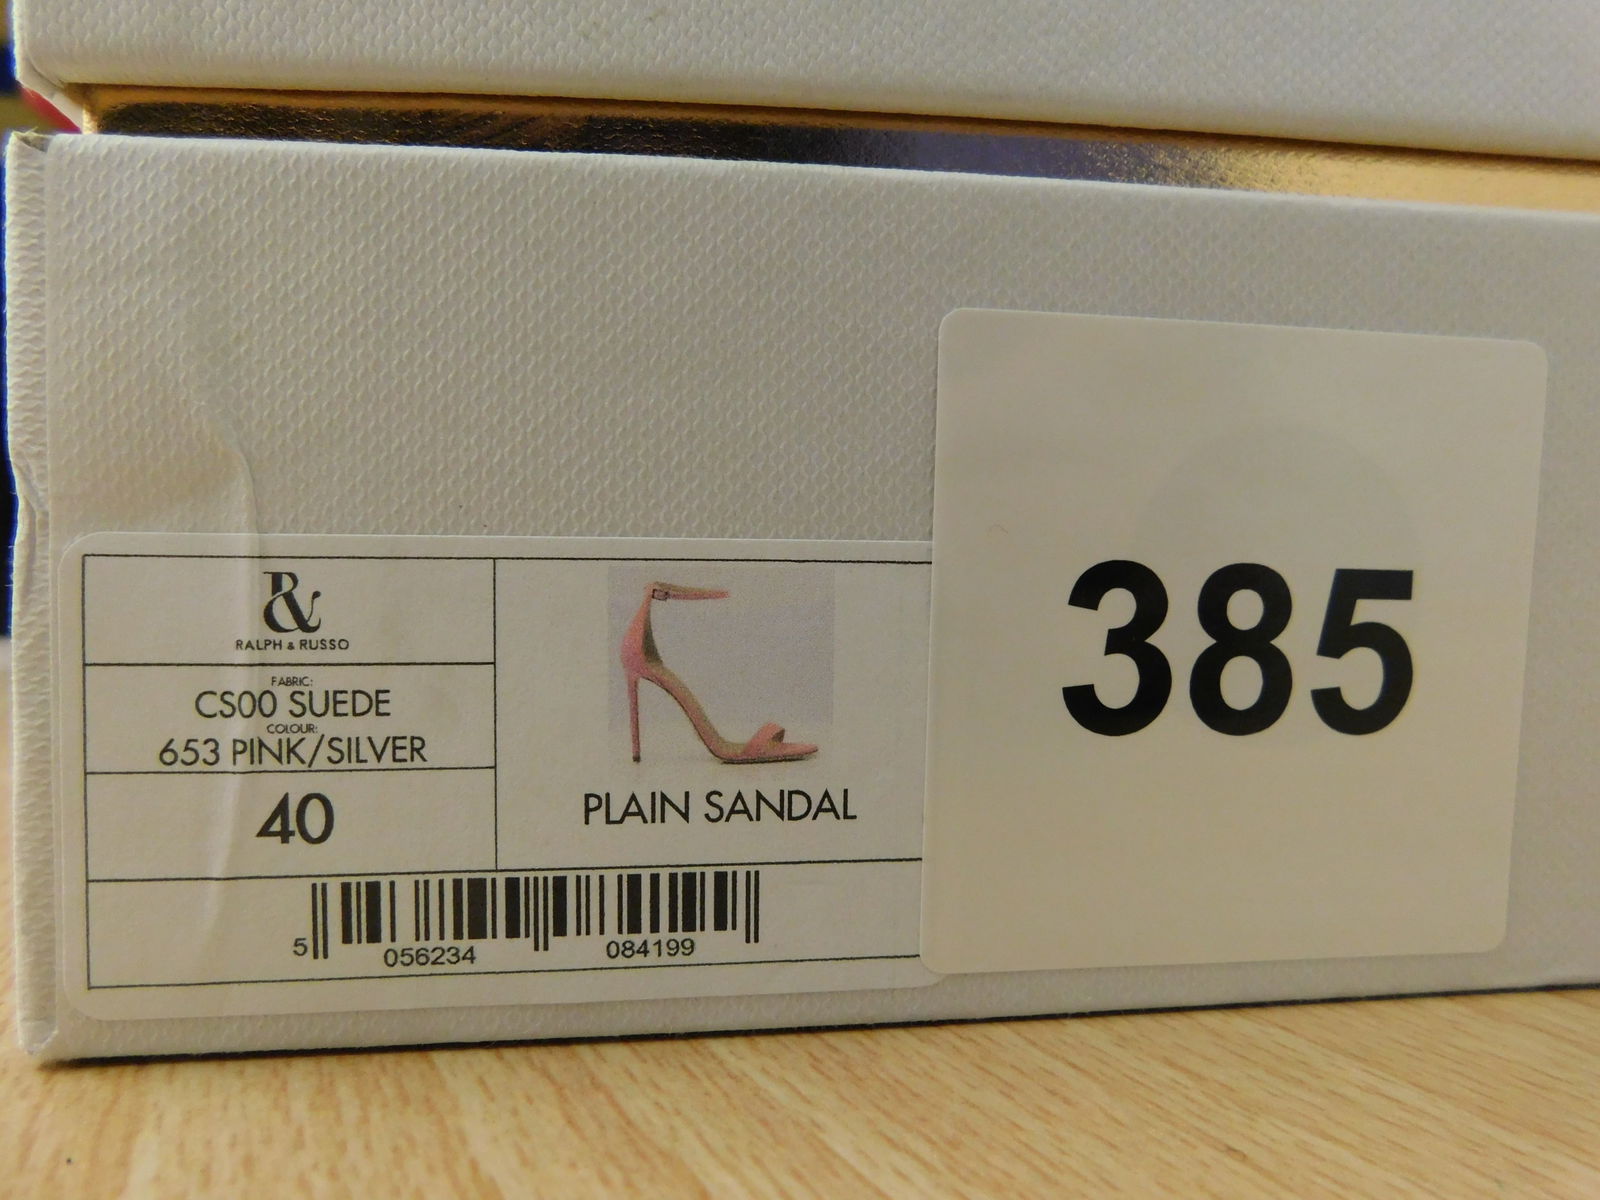 &
RALPH & RUSSO
FABRIC:
CS00 SUEDE
COLOUR:
653 PINK/SILVER
40
PLAIN SANDAL
5 056234 084199
385